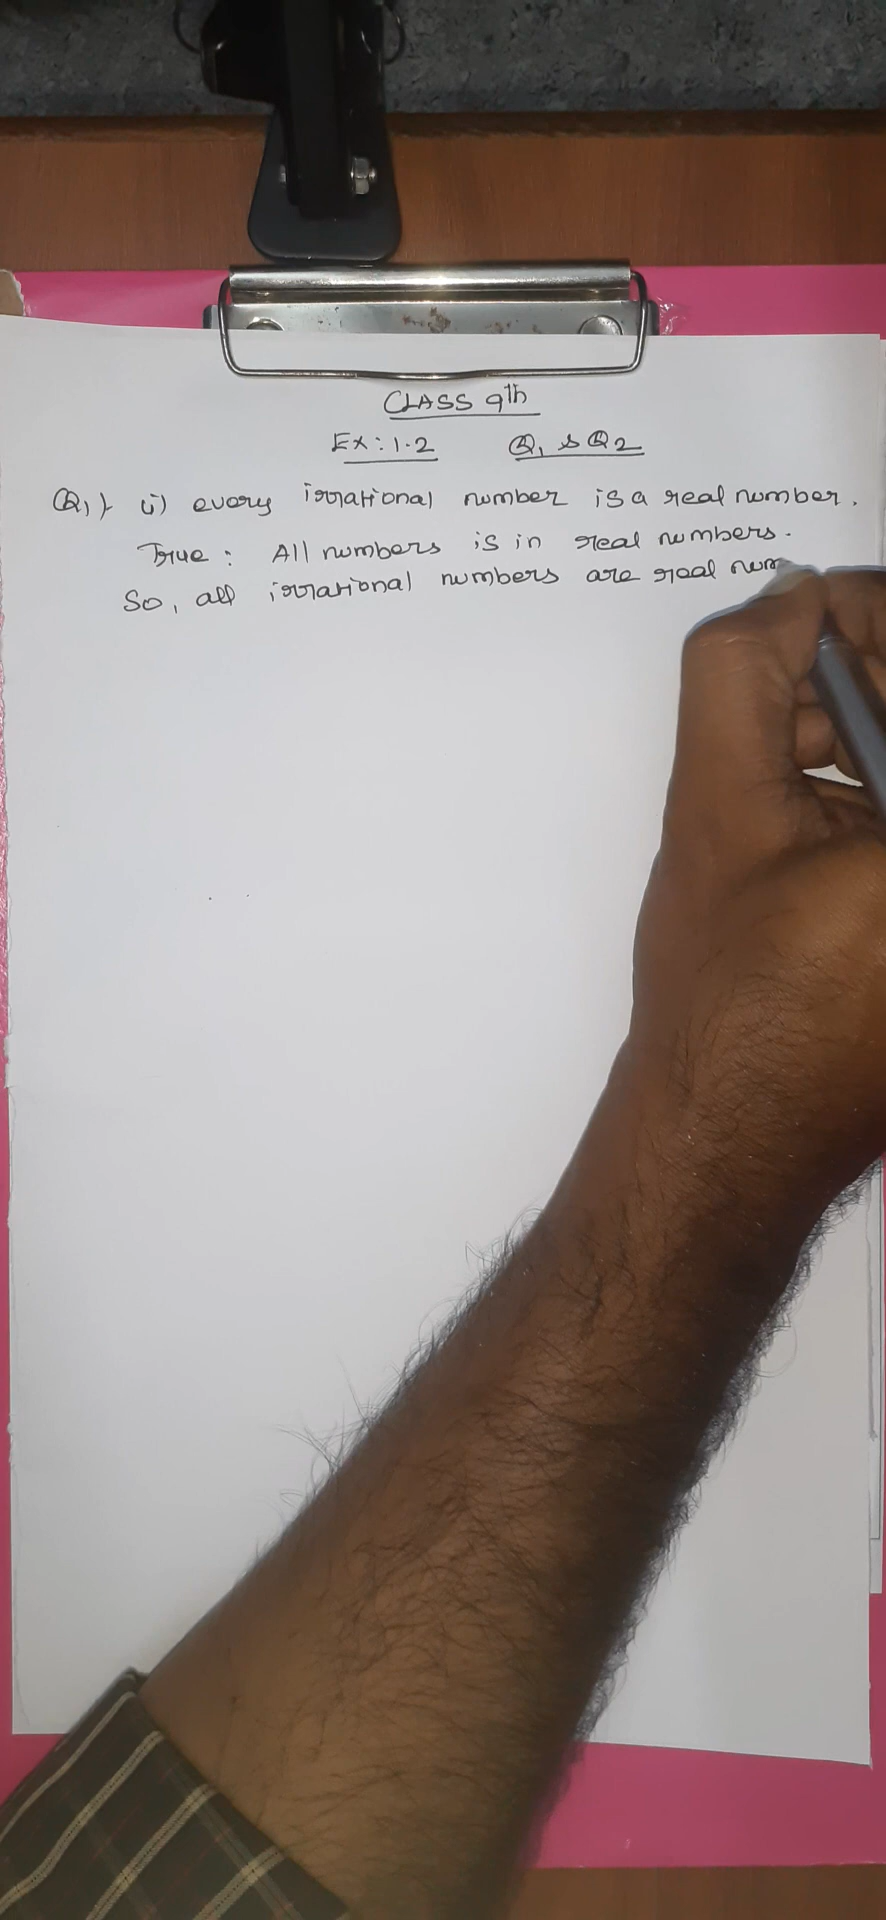 CLASS 9th
Ex: 1.2 Q1 & Q2
Q1) (i) every irrational number is a real number.
True: All numbers is in real numbers.
So, all irrational numbers are real num